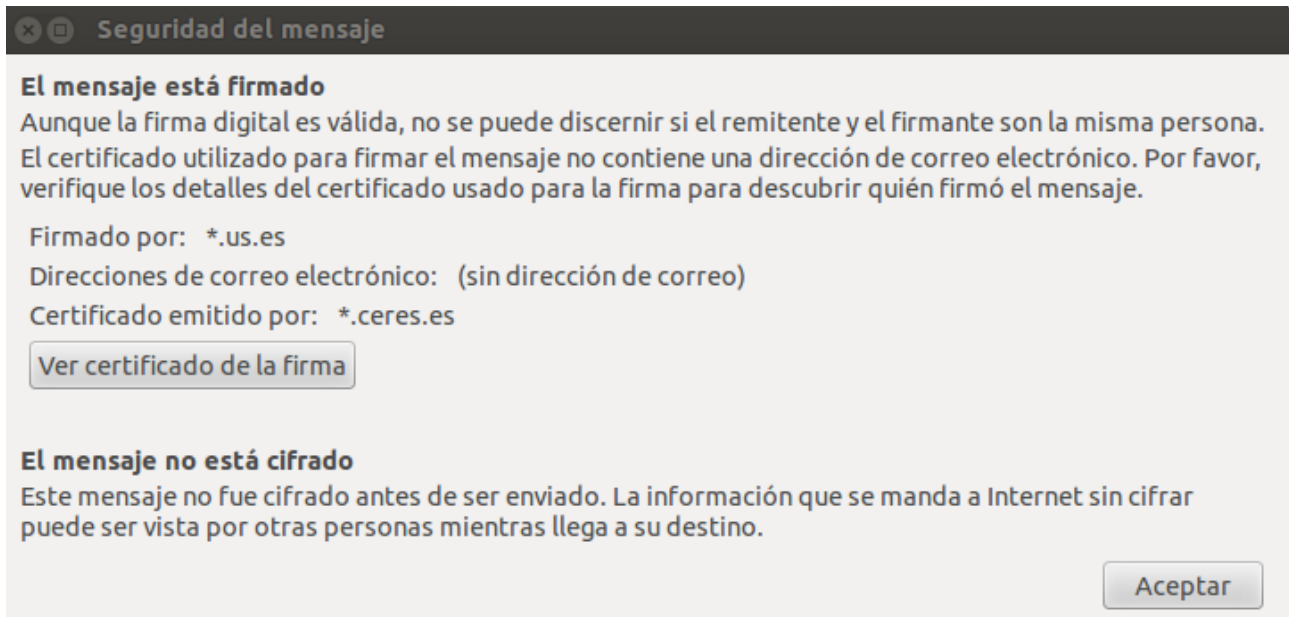 Seguridad del mensaje
El mensaje está firmado
Aunque la firma digital es válida, no se puede discernir si el remitente y el firmante son la misma persona.
El certificado utilizado para firmar el mensaje no contiene una dirección de correo electrónico. Por favor,
verifique los detalles del certificado usado para la firma para descubrir quién firmó el mensaje.
Firmado por: *.us.es
Direcciones de correo electrónico: (sin dirección de correo)
Certificado emitido por: *.ceres.es
Ver certificado de la firma
El mensaje no está cifrado
Este mensaje no fue cifrado antes de ser enviado. La información que se manda a Internet sin cifrar
puede ser vista por otras personas mientras llega a su destino.
Aceptar